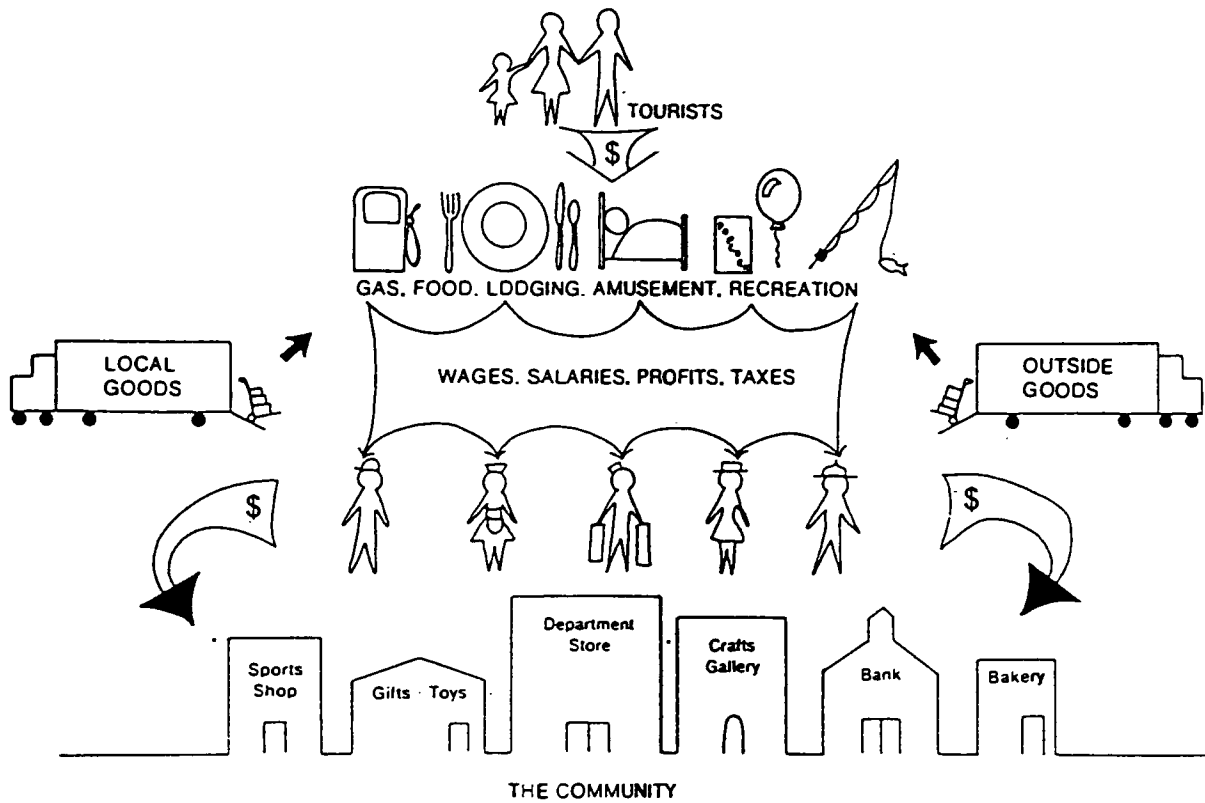 TOURISTS
$
GAS. FOOD. LODGING. AMUSEMENT. RECREATION
LOCAL
GOODS
WAGES. SALARIES. PROFITS. TAXES
OUTSIDE
GOODS
$
$
Sports
Shop
Gifts · Toys
Department
Store
Crafts
Gallery
Bank
Bakery
THE COMMUNITY